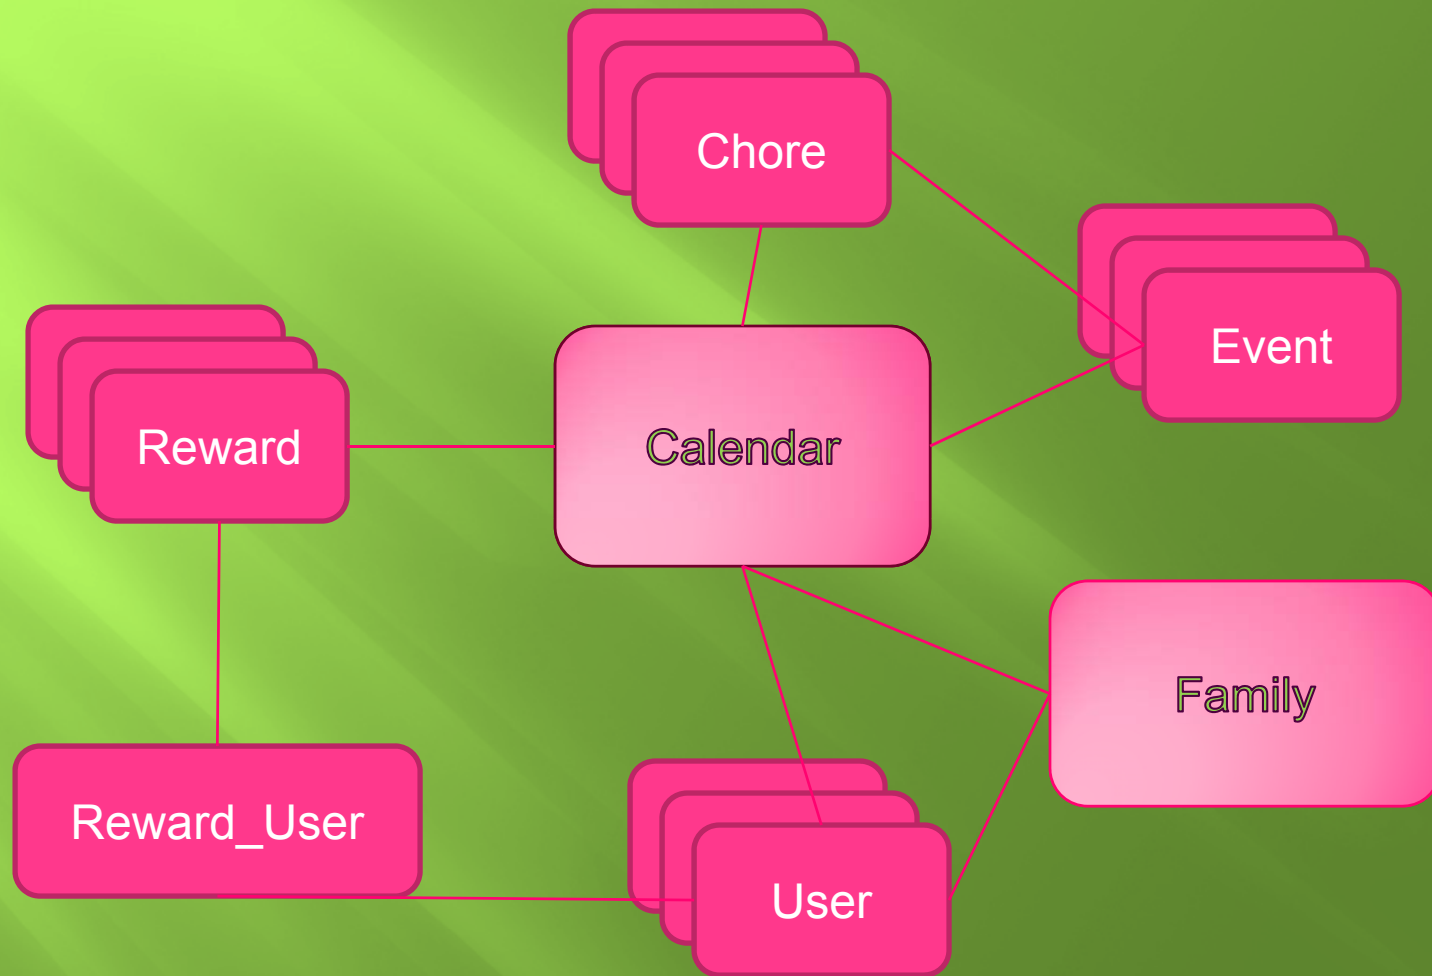 Chore
Event
Reward
Calendar
Family
Reward_User
User